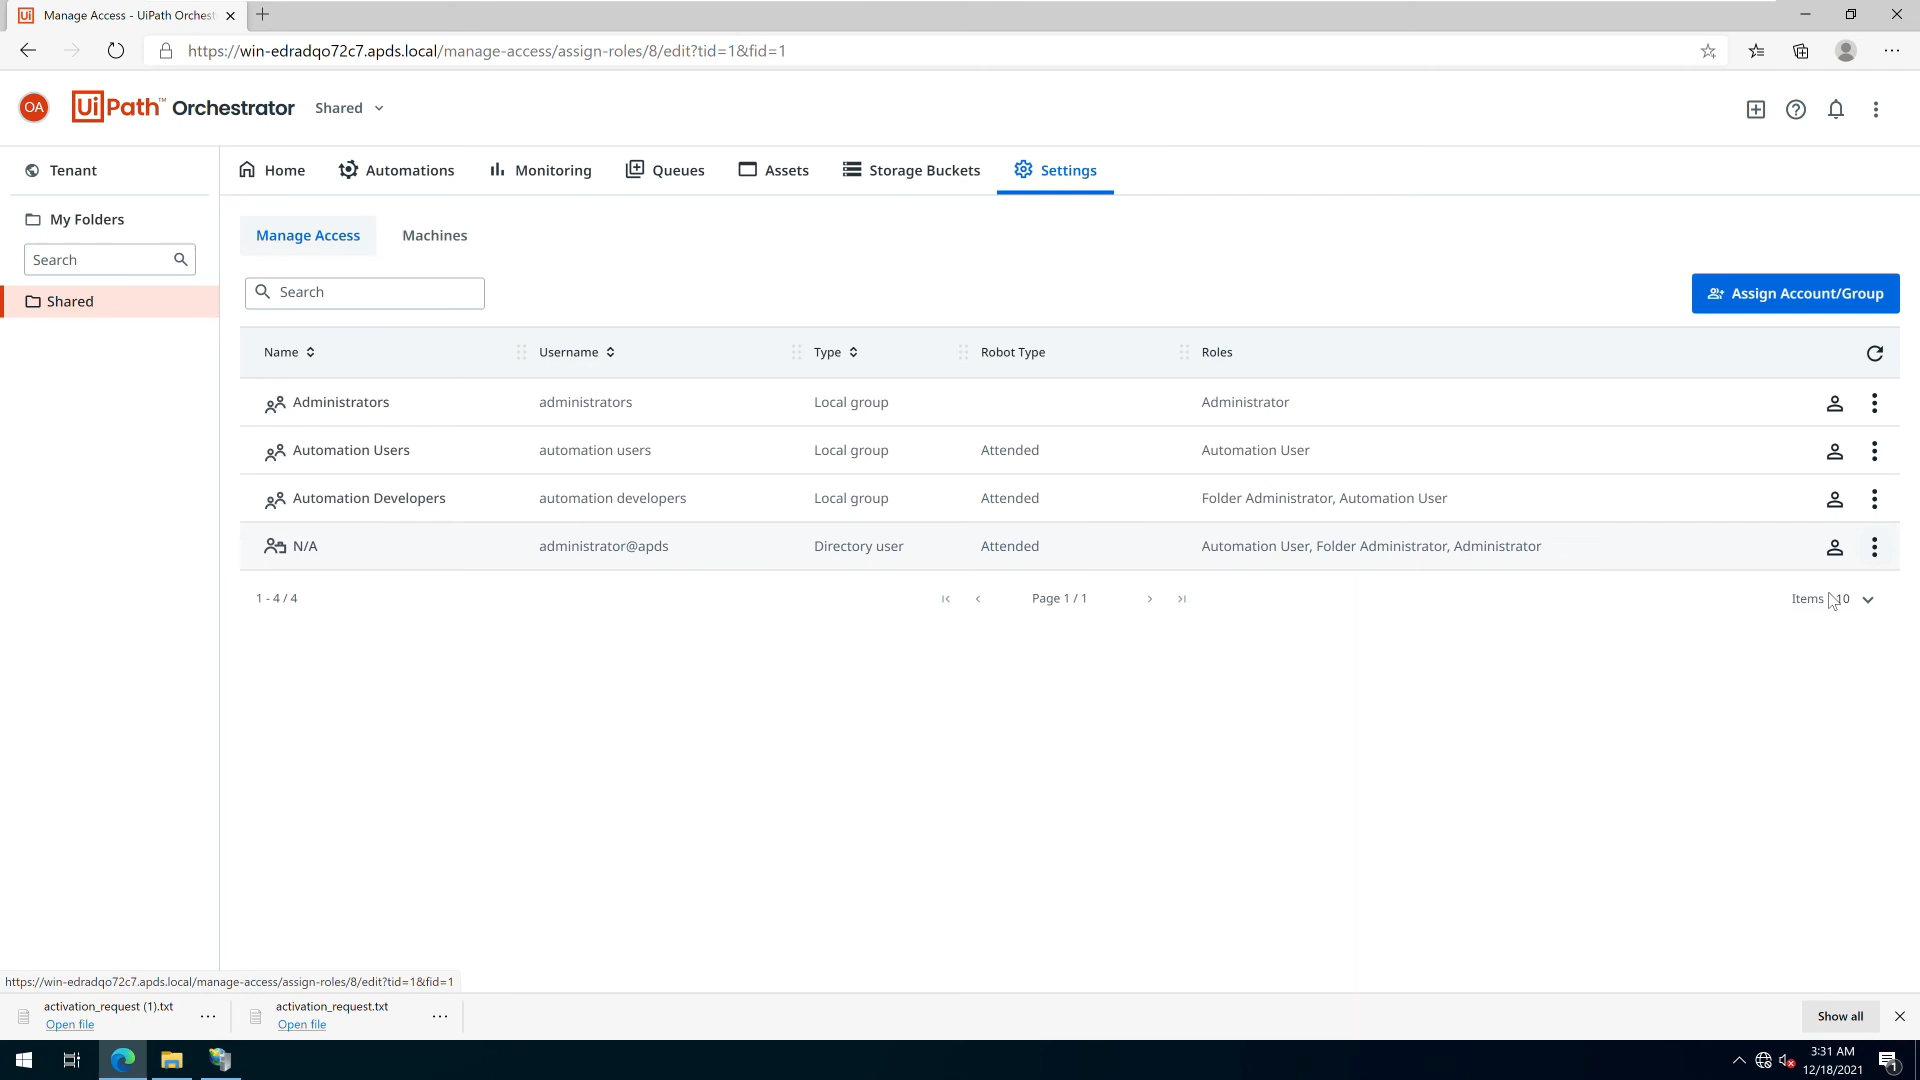 Manage Access - UiPath Orchest
https://win-edradqo72c7.apds.local/manage-access/assign-roles/8/edit?tid=1&fid=1
OA UiPath™ Orchestrator Shared
Tenant
Home Automations Monitoring Queues Assets Storage Buckets Settings
My Folders
Manage Access Machines
Search
Search
Assign Account/Group
Shared
Name Username Type Robot Type Roles
Administrators administrators Local group Administrator
Automation Users automation users Local group Attended Automation User
Automation Developers automation developers Local group Attended Folder Administrator, Automation User
N/A administrator@apds Directory user Attended Automation User, Folder Administrator, Administrator
1 - 4 / 4 Page 1 / 1 Items 10
https://win-edradqo72c7.apds.local/manage-access/assign-roles/8/edit?tid=1&fid=1
activation_request (1).txt
Open file
activation_request.txt
Open file
Show all
3:31 AM
12/18/2021
1